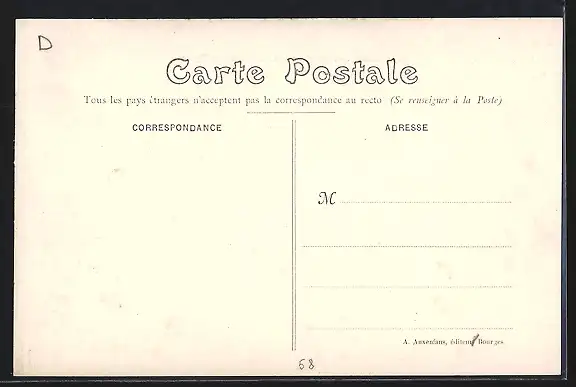 D
Carte Postale
Tous les pays étrangers n'acceptent pas la correspondance au recto (Se renseigner à la Poste)
CORRESPONDANCE
ADRESSE
M
A. Auxenfans, éditeur, Bourges
68